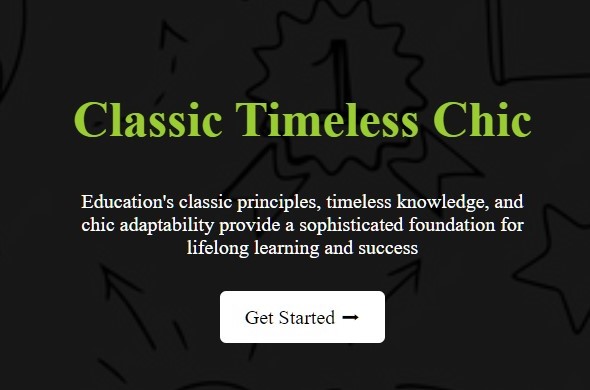 1
Classic Timeless Chic
Education's classic principles, timeless knowledge, and
chic adaptability provide a sophisticated foundation for
lifelong learning and success
Get Started ➞